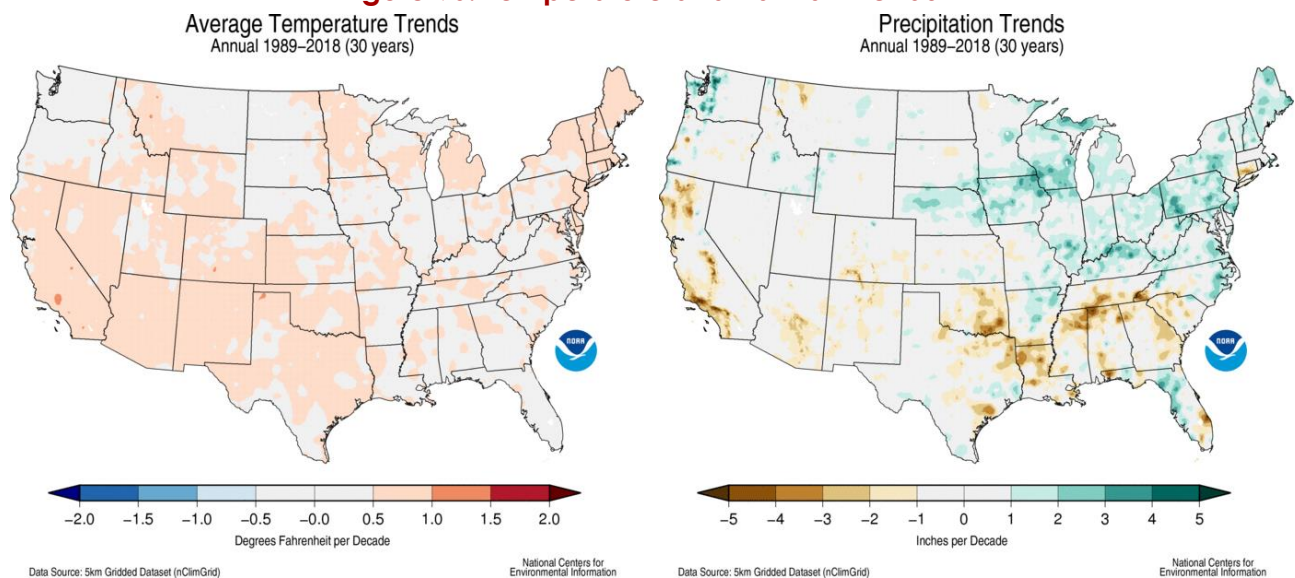 Average Temperature Trends
Annual 1989–2018 (30 years)
−2.0 −1.5 −1.0 −0.5 −0.0 0.5 1.0 1.5 2.0
Degrees Fahrenheit per Decade
Data Source: 5km Gridded Dataset (nClimGrid)
National Centers for
Environmental Information
NOAA
Precipitation Trends
Annual 1989–2018 (30 years)
−5 −4 −3 −2 −1 0 1 2 3 4 5
Inches per Decade
Data Source: 5km Gridded Dataset (nClimGrid)
National Centers for
Environmental Information
NOAA